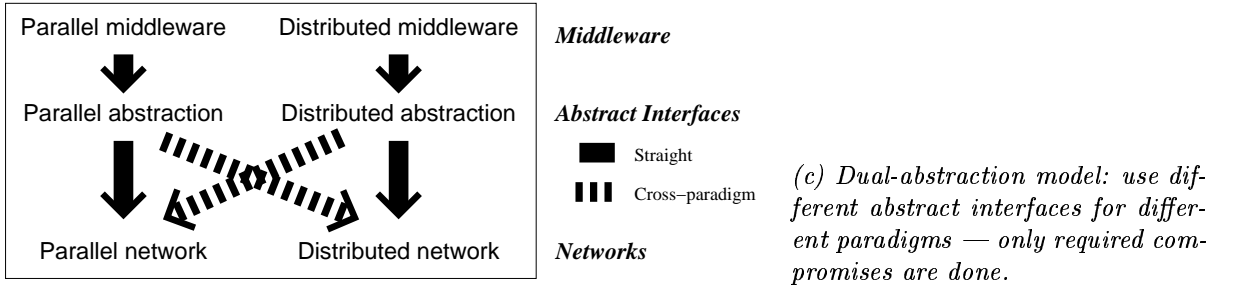 Parallel middleware Distributed middleware Middleware
Parallel abstraction Distributed abstraction Abstract Interfaces
Straight
Cross−paradigm
Parallel network Distributed network Networks
(c) Dual-abstraction model: use dif-
ferent abstract interfaces for differ-
ent paradigms — only required com-
promises are done.